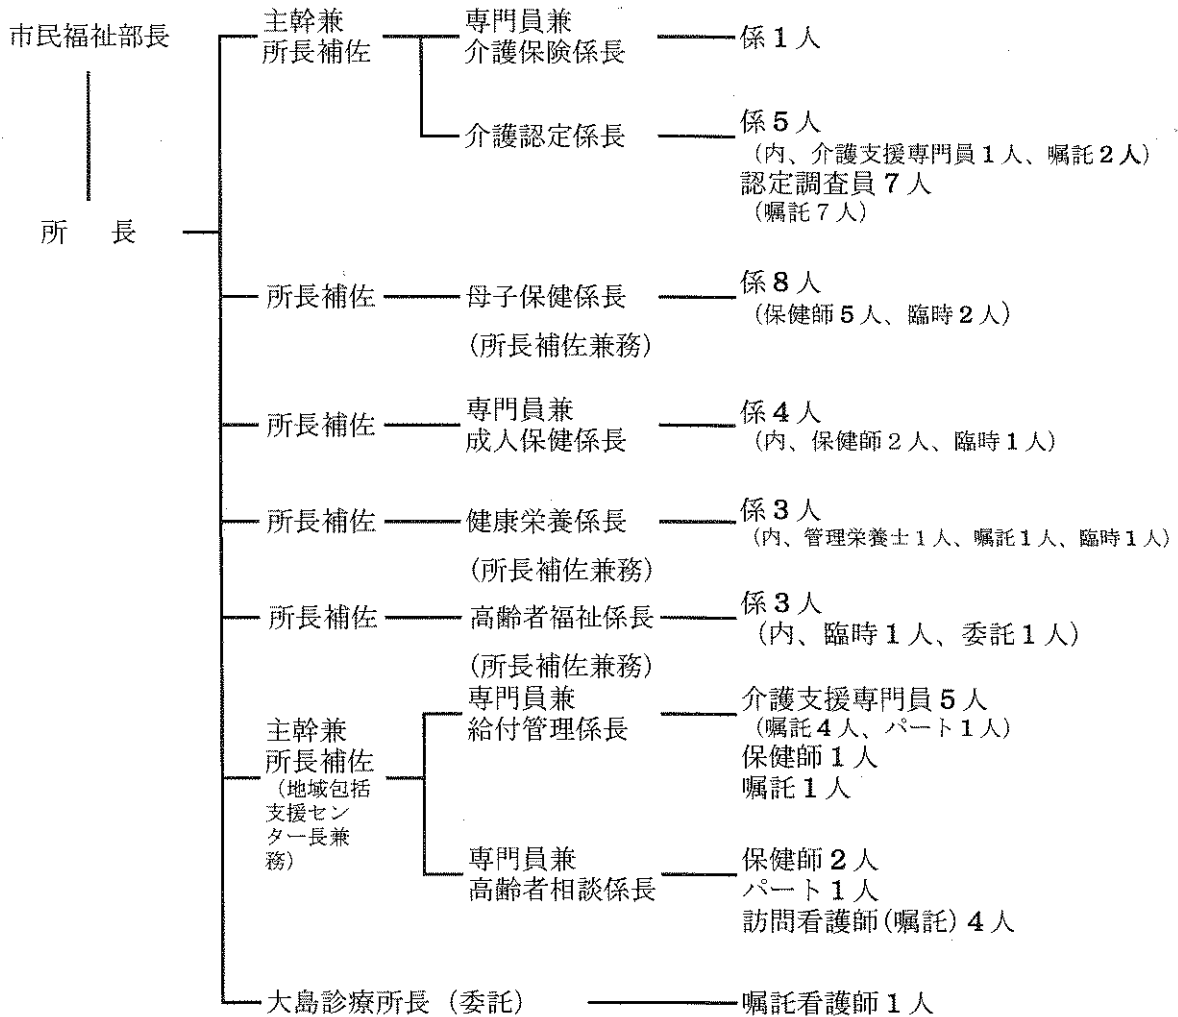 市民福祉部長
所　長
主幹兼
所長補佐
専門員兼
介護保険係長
係1人
介護認定係長
係5人
(内、介護支援専門員1人、嘱託2人)
認定調査員7人
(嘱託7人)
所長補佐
母子保健係長
(所長補佐兼務)
係8人
(保健師5人、臨時2人)
所長補佐
専門員兼
成人保健係長
係4人
(内、保健師2人、臨時1人)
所長補佐
健康栄養係長
(所長補佐兼務)
係3人
(内、管理栄養士1人、嘱託1人、臨時1人)
所長補佐
高齢者福祉係長
(所長補佐兼務)
係3人
(内、臨時1人、委託1人)
主幹兼
所長補佐
(地域包括
支援セン
ター長兼
務)
専門員兼
給付管理係長
介護支援専門員5人
(嘱託4人、パート1人)
保健師1人
嘱託1人
専門員兼
高齢者相談係長
保健師2人
パート1人
訪問看護師(嘱託)4人
大島診療所長(委託)
嘱託看護師1人